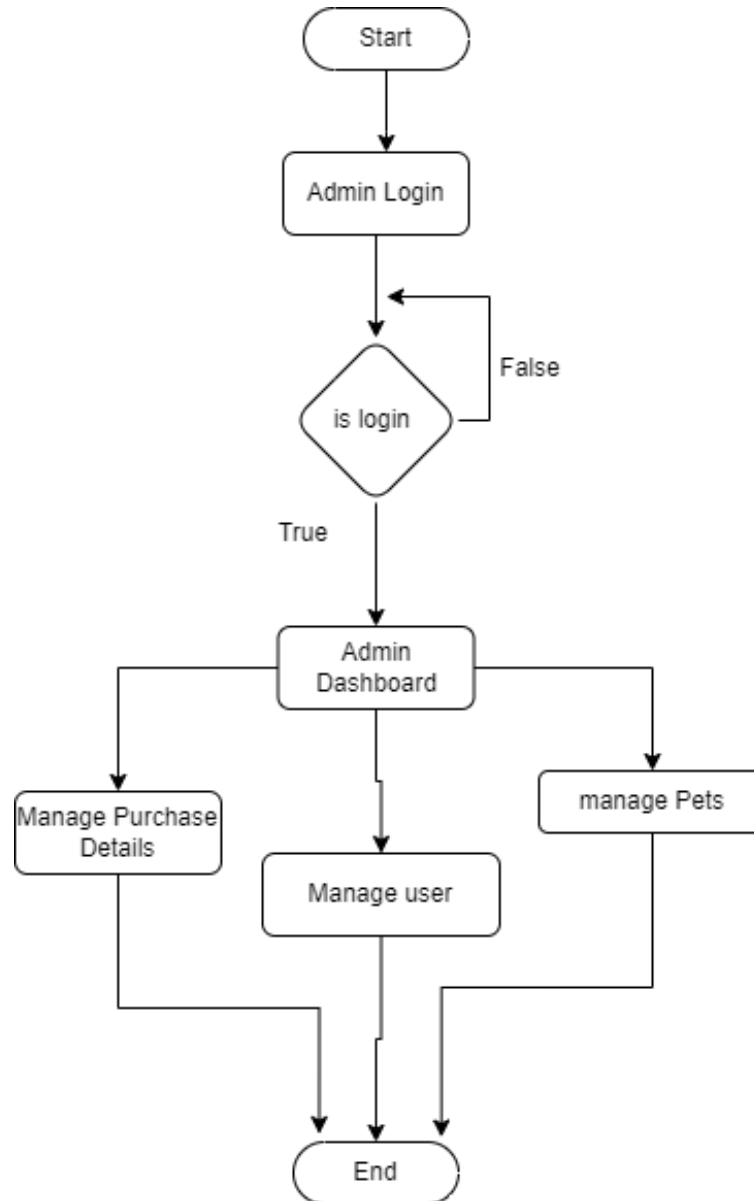 Start
Admin Login
False
is login
True
Admin
Dashboard
Manage Purchase
Details
manage Pets
Manage user
End